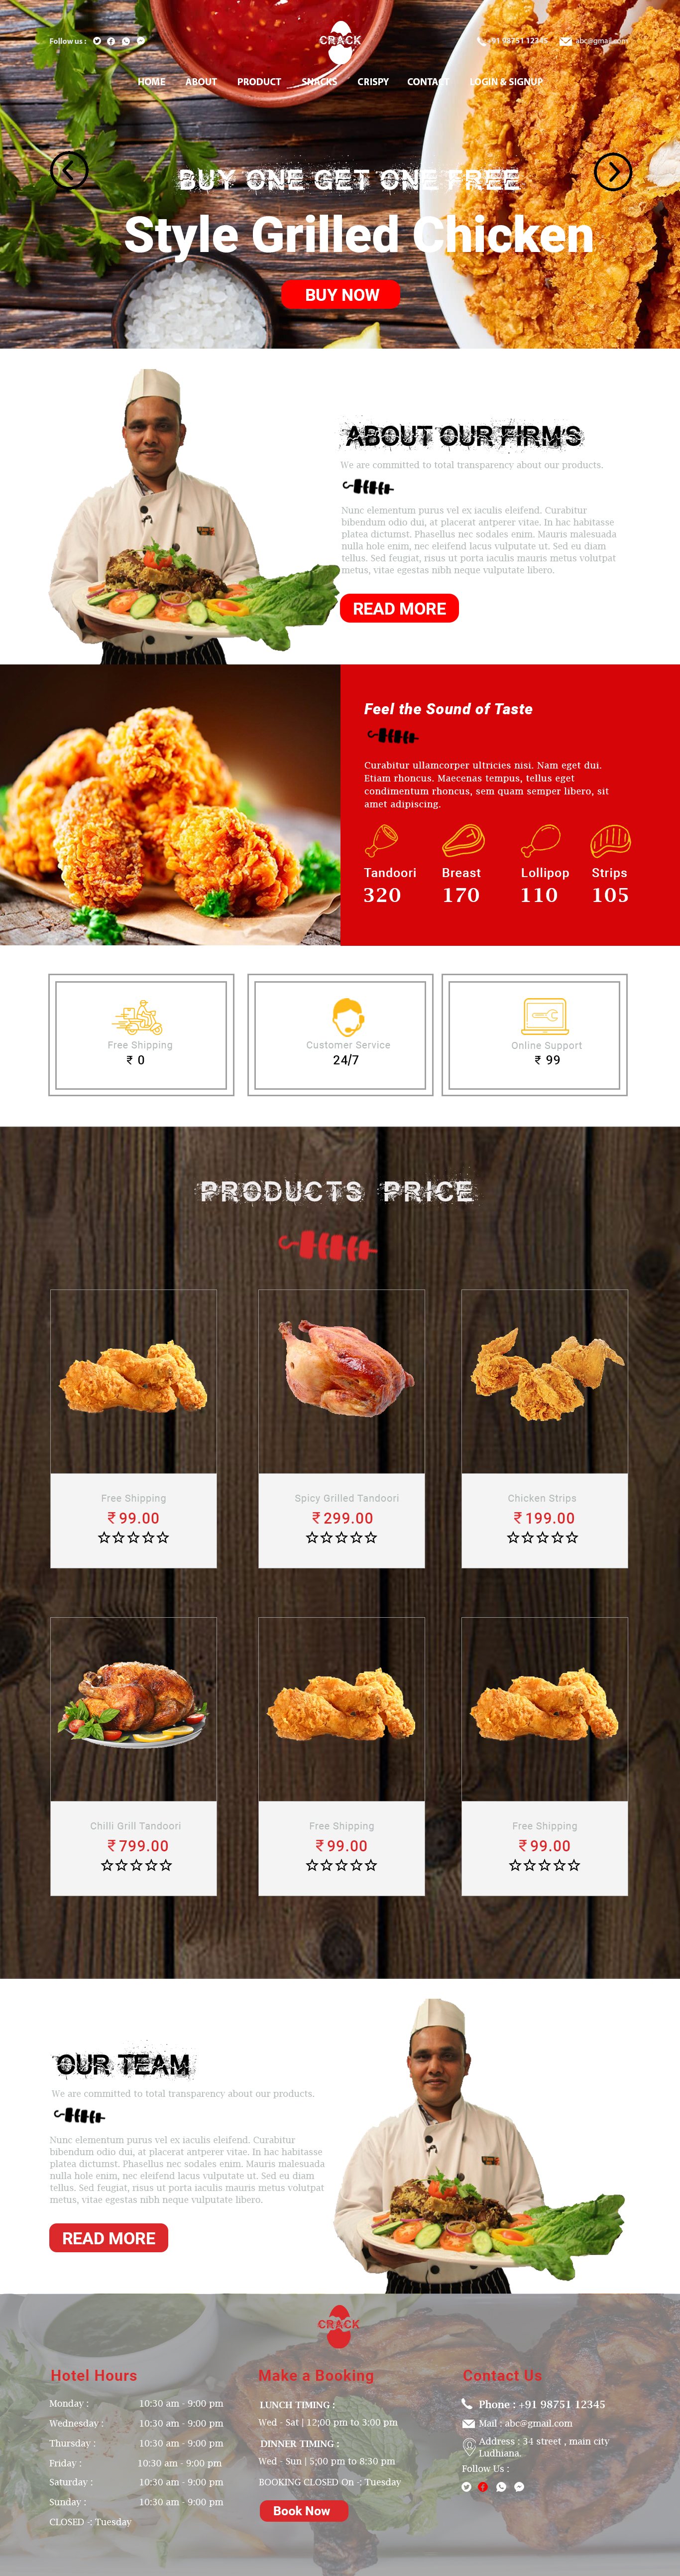 Follow us :
CRACK
+91 98751 12345
abc@gmail.com
HOME ABOUT PRODUCT SNACKS CRISPY CONTACT LOGIN & SIGNUP
BUY ONE GET ONE FREE
Style Grilled Chicken
BUY NOW
ABOUT OUR FIRMS
We are committed to total transparency about our products.
Nunc elementum purus vel ex iaculis eleifend. Curabitur
bibendum odio dui, at placerat antperer vitae. In hac habitasse
platea dictumst. Phasellus nec sodales enim. Mauris malesuada
nulla hole enim, nec eleifend lacus vulputate ut. Sed eu diam
tellus. Sed feugiat, risus ut porta iaculis mauris metus volutpat
metus, vitae egestas nibh neque vulputate libero.
READ MORE
Feel the Sound of Taste
Curabitur ullamcorper ultricies nisi. Nam eget dui.
Etiam rhoncus. Maecenas tempus, tellus eget
condimentum rhoncus, sem quam semper libero, sit
amet adipiscing.
Tandoori Breast Lollipop Strips
320 170 110 105
Free Shipping
₹ 0
Customer Service
24/7
Online Support
₹ 99
PRODUCTS PRICE
Free Shipping
₹ 99.00
Spicy Grilled Tandoori
₹ 299.00
Chicken Strips
₹ 199.00
Chilli Grill Tandoori
₹ 799.00
Free Shipping
₹ 99.00
Free Shipping
₹ 99.00
OUR TEAM
We are committed to total transparency about our products.
Nunc elementum purus vel ex iaculis eleifend. Curabitur
bibendum odio dui, at placerat antperer vitae. In hac habitasse
platea dictumst. Phasellus nec sodales enim. Mauris malesuada
nulla hole enim, nec eleifend lacus vulputate ut. Sed eu diam
tellus. Sed feugiat, risus ut porta iaculis mauris metus volutpat
metus, vitae egestas nibh neque vulputate libero.
READ MORE
CRACK
Hotel Hours
Monday : 10:30 am - 9:00 pm
Wednesday : 10:30 am - 9:00 pm
Thursday : 10:30 am - 9:00 pm
Friday : 10:30 am - 9:00 pm
Saturday : 10:30 am - 9:00 pm
Sunday : 10:30 am - 9:00 pm
CLOSED -: Tuesday
Make a Booking
LUNCH TIMING :
Wed - Sat | 12;00 pm to 3:00 pm
DINNER TIMING :
Wed - Sun | 5;00 pm to 8:30 pm
BOOKING CLOSED On -: Tuesday
Book Now
Contact Us
Phone : +91 98751 12345
Mail : abc@gmail.com
Address : 34 street , main city
Ludhiana.
Follow Us :